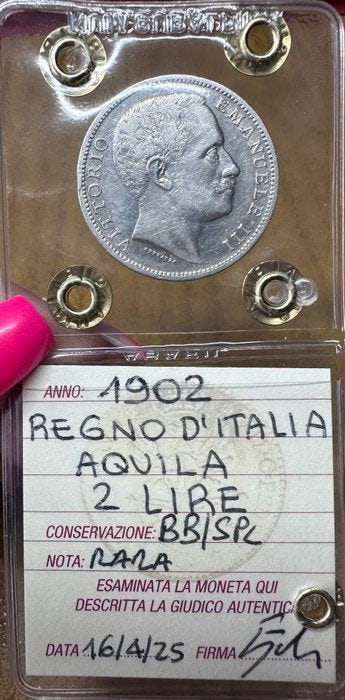 VITTORIO EMANUELE III
ANNO: 1902
REGNO D'ITALIA
AQUILA
2 LIRE
CONSERVAZIONE: BB/SPL
NOTA: RARA
ESAMINATA LA MONETA QUI
DESCRITTA LA GIUDICO AUTENTICA
DATA 16/4/25 FIRMA